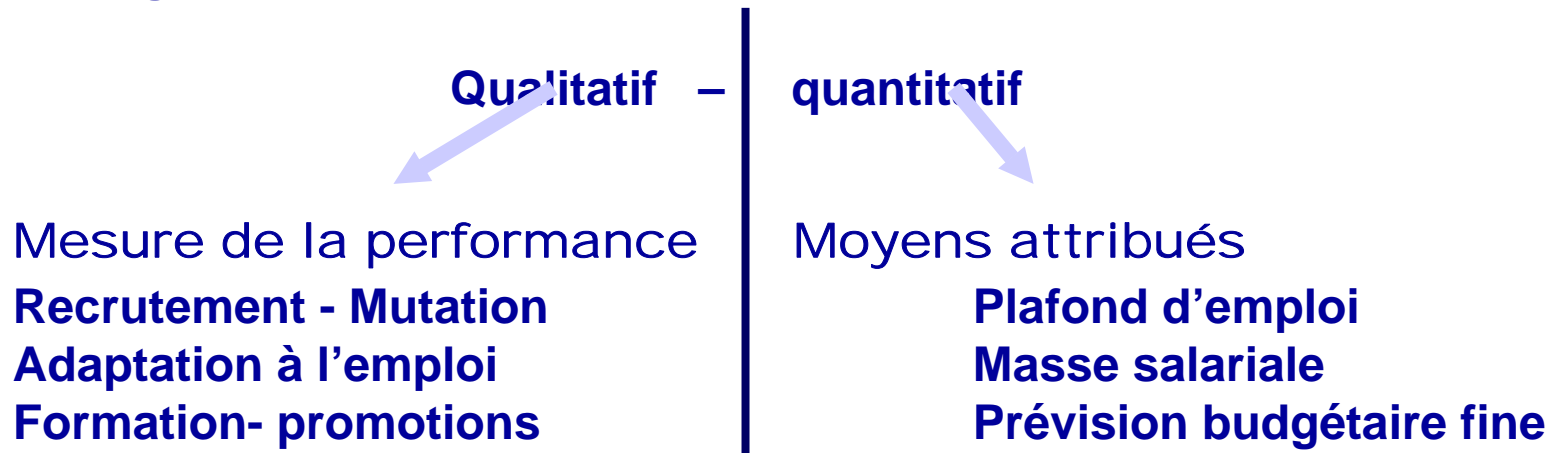 Qualitatif – quantitatif
Mesure de la performance
Recrutement - Mutation
Adaptation à l'emploi
Formation- promotions
Moyens attribués
Plafond d'emploi
Masse salariale
Prévision budgétaire fine